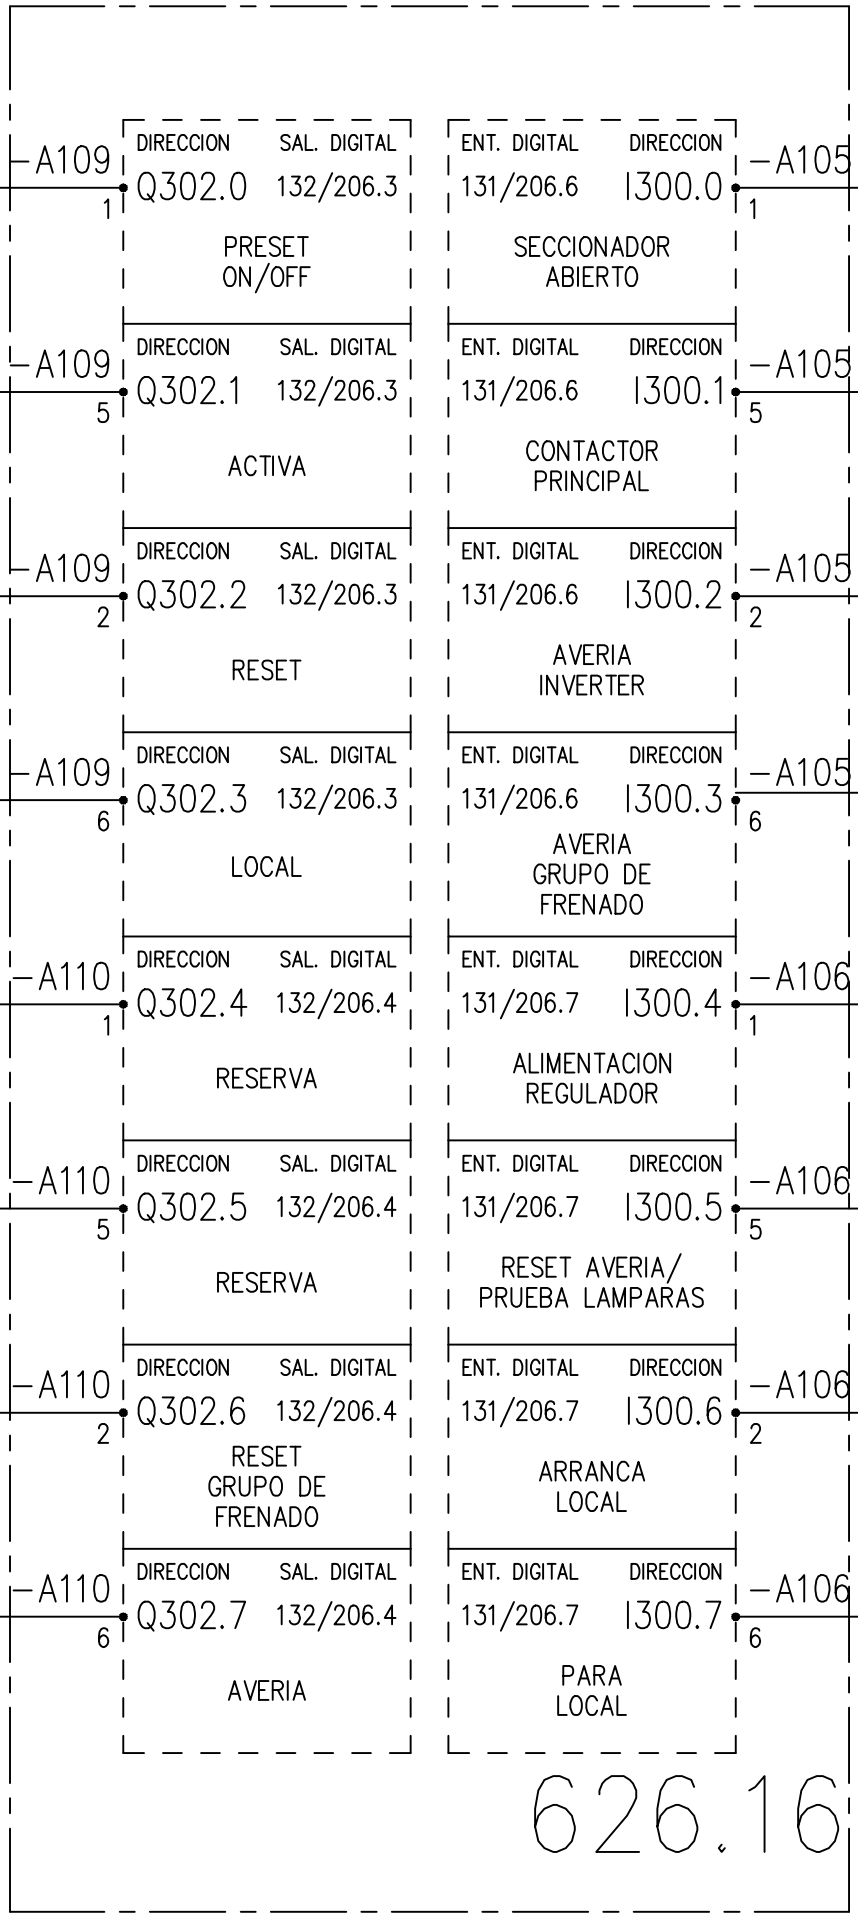 -A109
1
DIRECCION SAL. DIGITAL
Q302.0 132/206.3
PRESET
ON/OFF
ENT. DIGITAL DIRECCION
131/206.6 I300.0
SECCIONADOR
ABIERTO
-A105
1
-A109
5
DIRECCION SAL. DIGITAL
Q302.1 132/206.3
ACTIVA
ENT. DIGITAL DIRECCION
131/206.6 I300.1
CONTACTOR
PRINCIPAL
-A105
5
-A109
2
DIRECCION SAL. DIGITAL
Q302.2 132/206.3
RESET
ENT. DIGITAL DIRECCION
131/206.6 I300.2
AVERIA
INVERTER
-A105
2
-A109
6
DIRECCION SAL. DIGITAL
Q302.3 132/206.3
LOCAL
ENT. DIGITAL DIRECCION
131/206.6 I300.3
AVERIA
GRUPO DE
FRENADO
-A105
6
-A110
1
DIRECCION SAL. DIGITAL
Q302.4 132/206.4
RESERVA
ENT. DIGITAL DIRECCION
131/206.7 I300.4
ALIMENTACION
REGULADOR
-A106
1
-A110
5
DIRECCION SAL. DIGITAL
Q302.5 132/206.4
RESERVA
ENT. DIGITAL DIRECCION
131/206.7 I300.5
RESET AVERIA/
PRUEBA LAMPARAS
-A106
5
-A110
2
DIRECCION SAL. DIGITAL
Q302.6 132/206.4
RESET
GRUPO DE
FRENADO
ENT. DIGITAL DIRECCION
131/206.7 I300.6
ARRANCA
LOCAL
-A106
2
-A110
6
DIRECCION SAL. DIGITAL
Q302.7 132/206.4
AVERIA
ENT. DIGITAL DIRECCION
131/206.7 I300.7
PARA
LOCAL
-A106
6
626.16